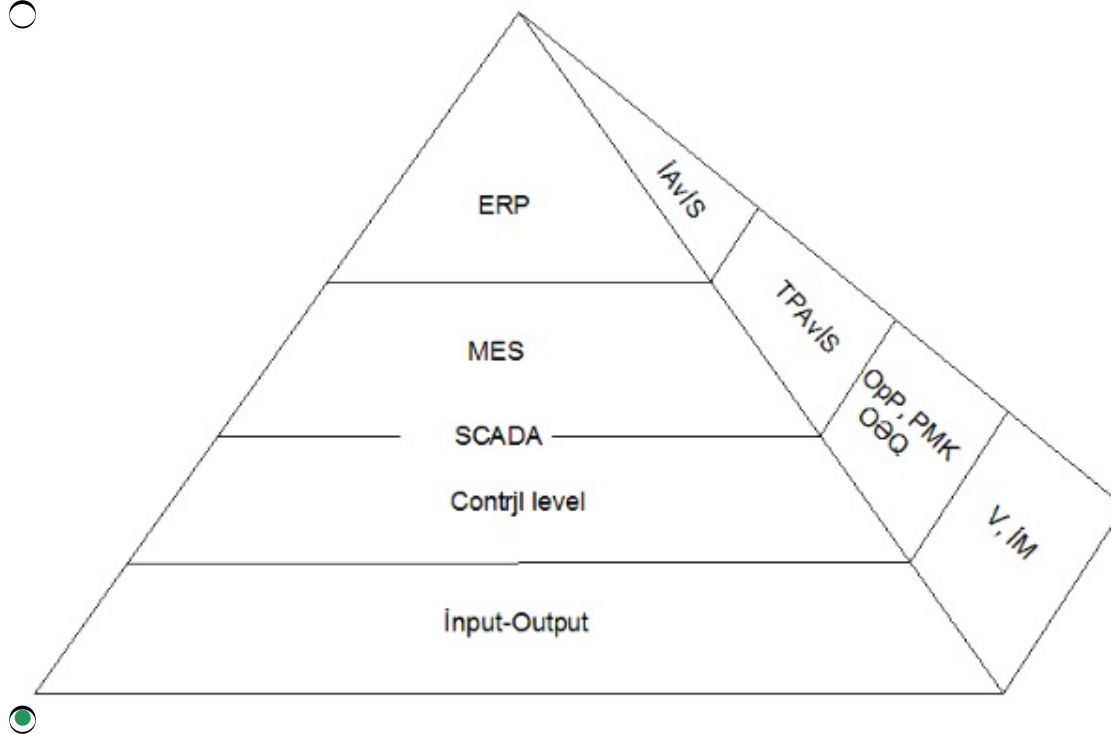 ERP
İAvİS
MES
TPAvİS
SCADA
OpP, PMK
OƏQ
Contrjl level
V, İM
İnput-Output